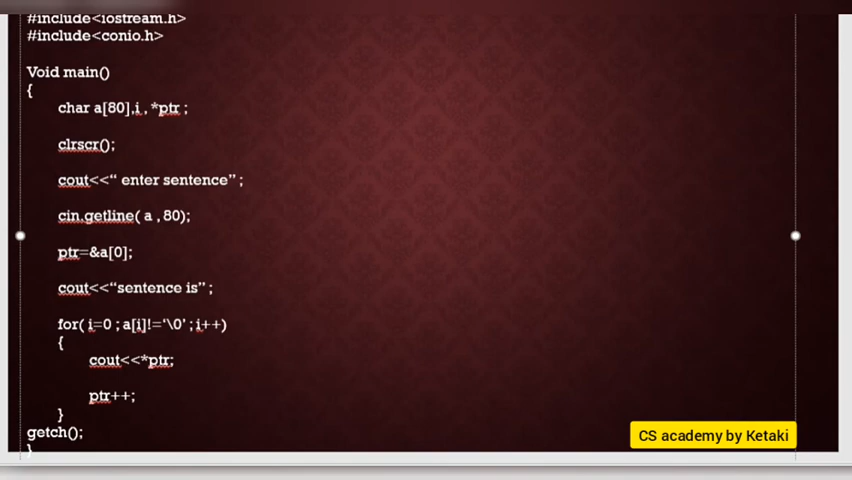 #include<iostream.h>
#include<conio.h>
Void main()
{
char a[80],i , *ptr ;
clrscr();
cout<<“ enter sentence” ;
cin.getline( a , 80);
ptr=&a[0];
cout<<“sentence is” ;
for( i=0 ; a[i]!=‘\0’ ; i++)
{
cout<<*ptr;
ptr++;
}
getch();
}
CS academy by Ketaki